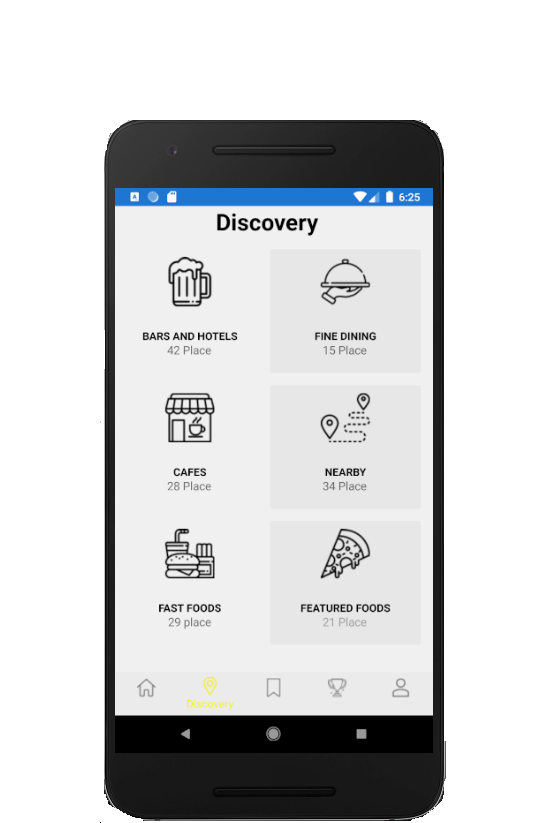 6:25
Discovery
BARS AND HOTELS
42 Place
FINE DINING
15 Place
CAFES
28 Place
NEARBY
34 Place
FAST FOODS
29 place
FEATURED FOODS
21 Place
Discovery